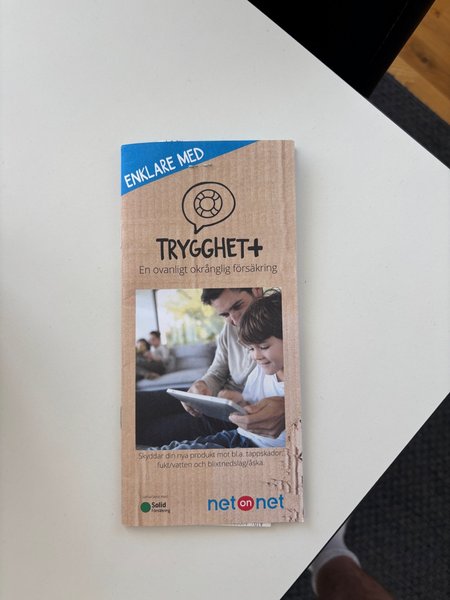 ENKLARE MED
TRYGGHET+
En ovanligt okrånglig försäkring
Skyddar din nya produkt mot bl.a. tappskador,
fukt/vatten och blixtnedslag/åska.
Solid
Försäkring
net on net